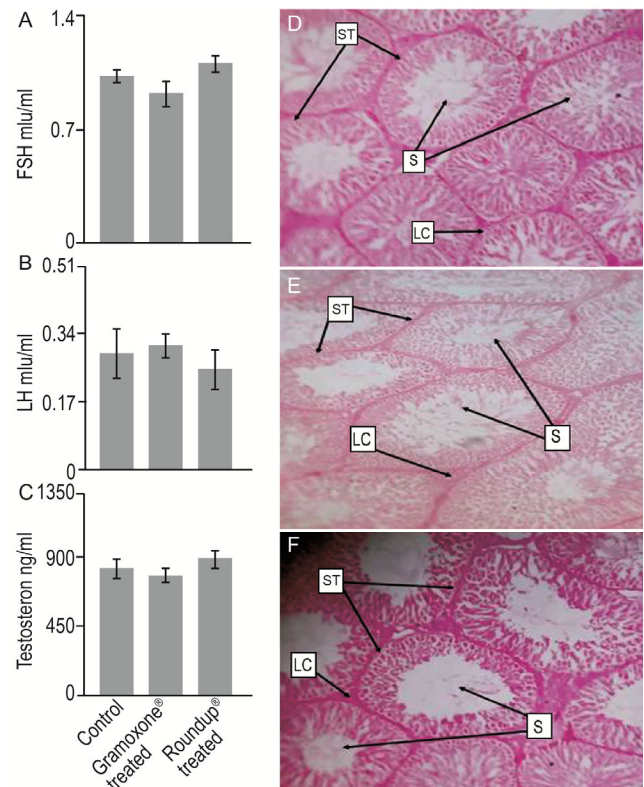 A
1.4
0.7
0
FSH mlu/ml
B
0.51
0.34
0.17
0
LH mlu/ml
C
1350
900
450
0
Testosteron ng/ml
Control
Gramoxone®
treated
Roundup®
treated
D
ST
S
LC
E
ST
LC
S
F
ST
LC
S